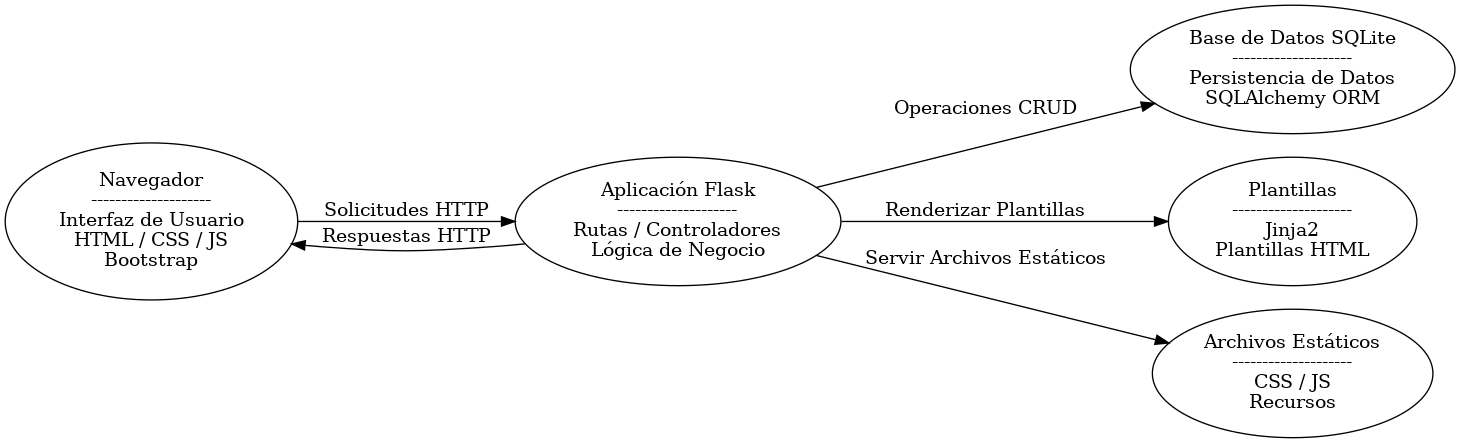 Navegador
--------------------
Interfaz de Usuario
HTML / CSS / JS
Bootstrap
Solicitudes HTTP
Respuestas HTTP
Aplicación Flask
--------------------
Rutas / Controladores
Lógica de Negocio
Operaciones CRUD
Renderizar Plantillas
Servir Archivos Estáticos
Base de Datos SQLite
--------------------
Persistencia de Datos
SQLAlchemy ORM
Plantillas
--------------------
Jinja2
Plantillas HTML
Archivos Estáticos
--------------------
CSS / JS
Recursos